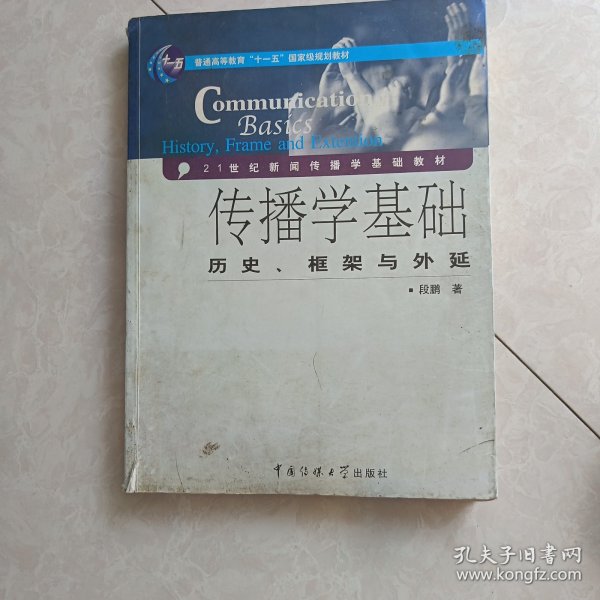 十一五
普通高等教育“十一五”国家级规划教材
Communication
Basics
History, Frame and Extension
21世纪新闻传播学基础教材
传播学基础
历史、框架与外延
▪ 段鹏 著
中国传媒大学出版社
孔夫子旧书网
www.kongfz.com